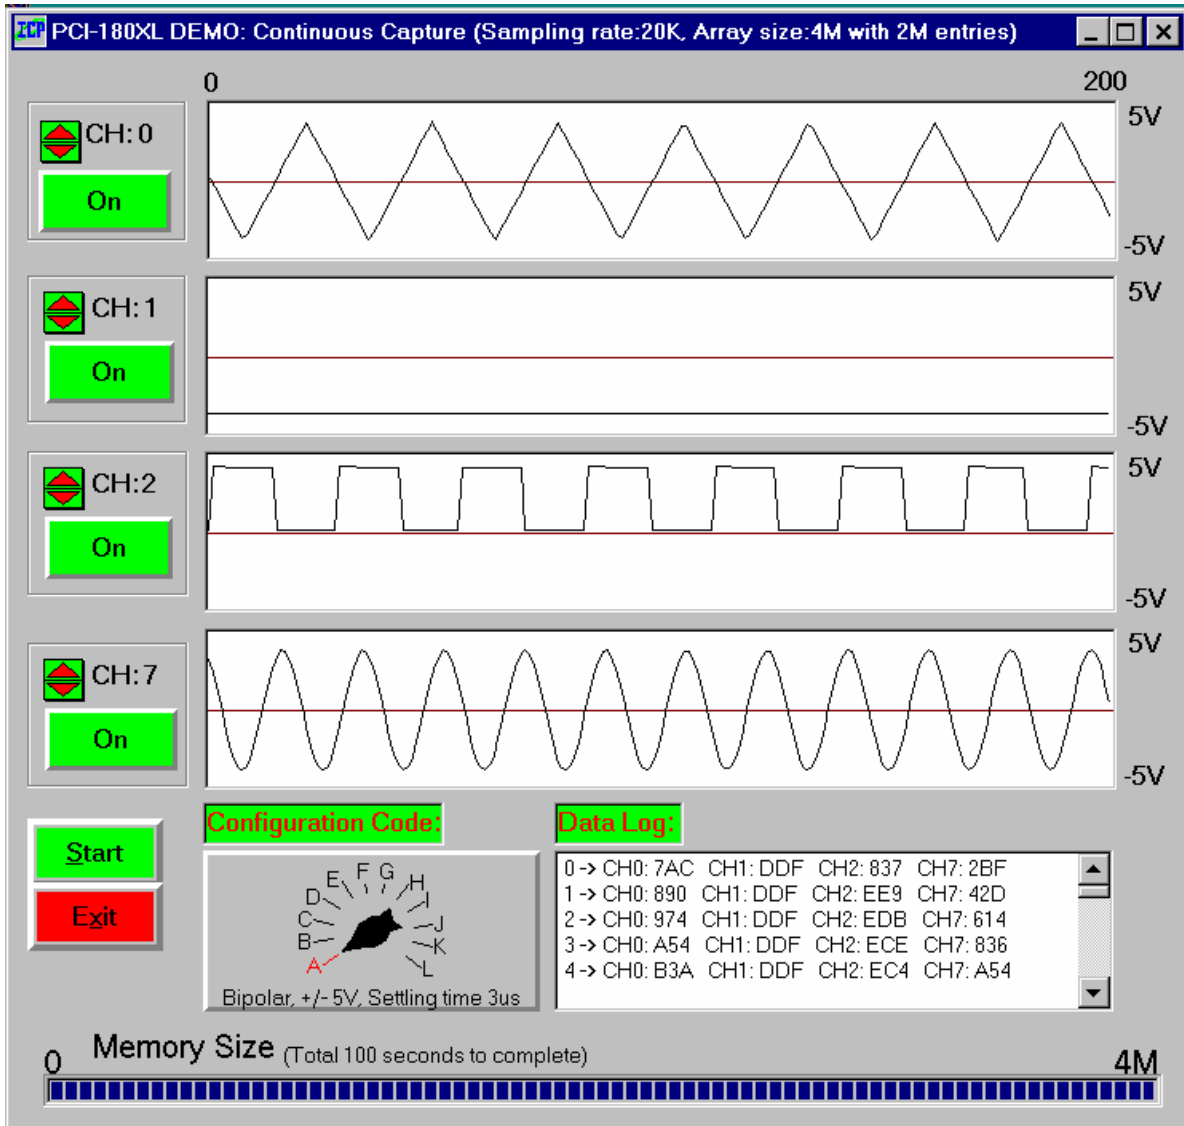 ICP PCI-180XL DEMO: Continuous Capture (Sampling rate:20K, Array size:4M with 2M entries)
0 200
CH: 0
On
5V
-5V
CH: 1
On
5V
-5V
CH:2
On
5V
-5V
CH:7
On
5V
-5V
Start
Exit
Configuration Code:
A B C D E F G H I J K L
Bipolar, +/- 5V, Settling time 3us
Data Log:
0 -> CH0: 7AC CH1: DDF CH2: 837 CH7: 2BF
1 -> CH0: 890 CH1: DDF CH2: EE9 CH7: 42D
2 -> CH0: 974 CH1: DDF CH2: EDB CH7: 614
3 -> CH0: A54 CH1: DDF CH2: ECE CH7: 836
4 -> CH0: B3A CH1: DDF CH2: EC4 CH7: A54
Memory Size (Total 100 seconds to complete)
0 4M